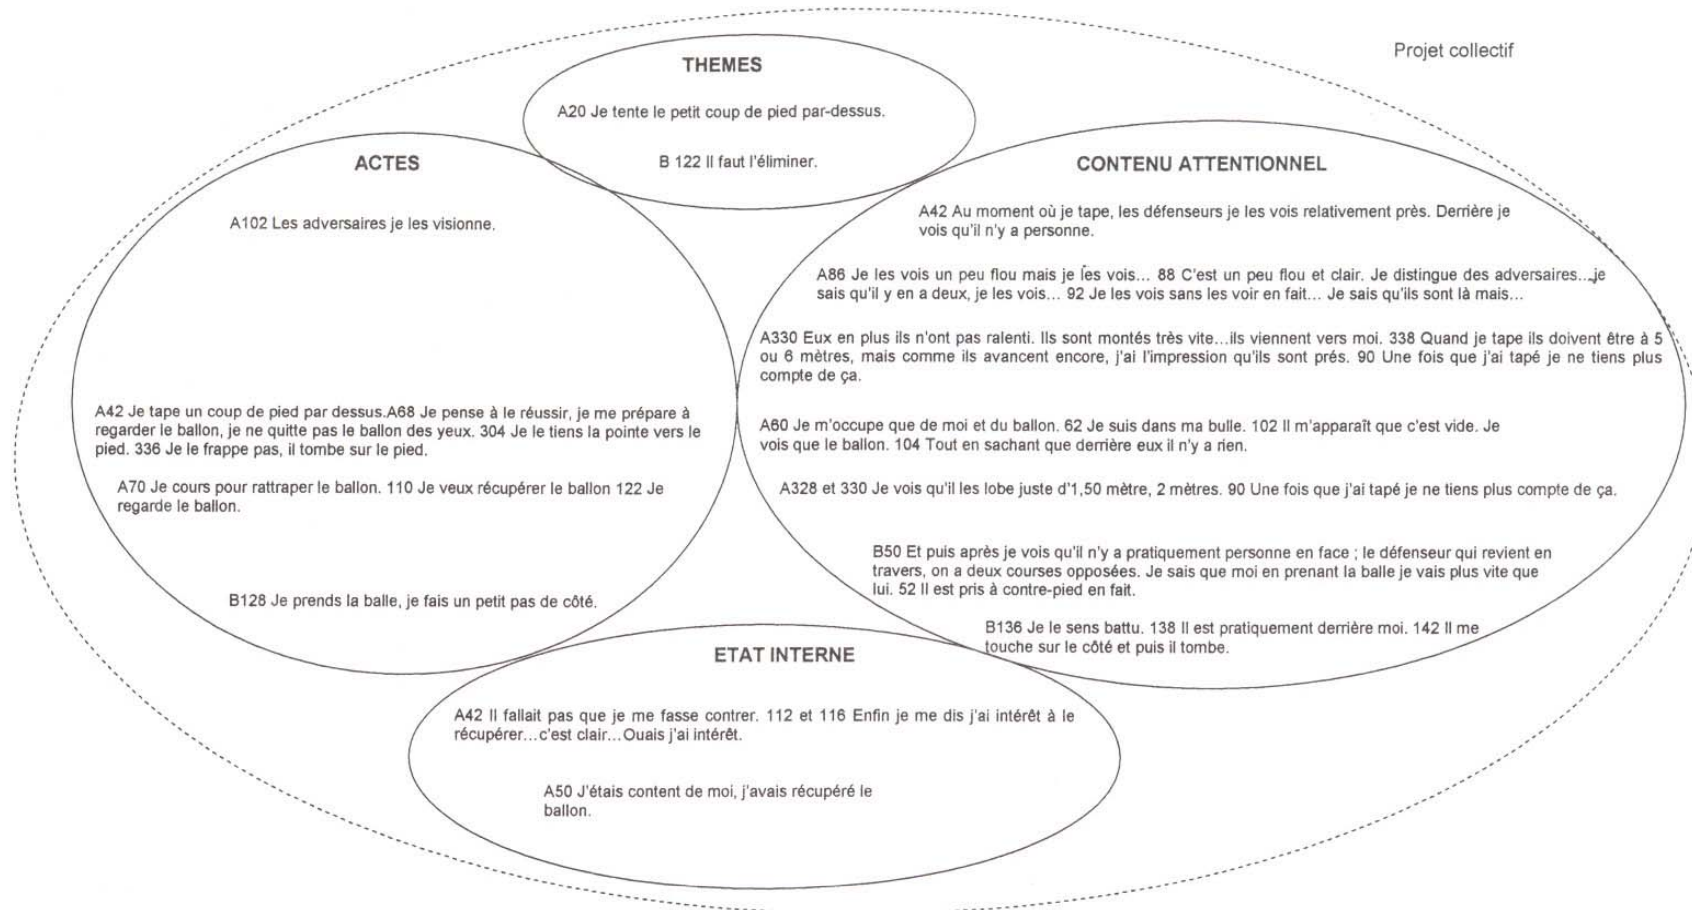 Projet collectif
THEMES
A20 Je tente le petit coup de pied par-dessus.
B 122 Il faut l'éliminer.
ACTES
A102 Les adversaires je les visionne.
A42 Je tape un coup de pied par dessus.A68 Je pense à le réussir, je me prépare à
regarder le ballon, je ne quitte pas le ballon des yeux. 304 Je le tiens la pointe vers le
pied. 336 Je le frappe pas, il tombe sur le pied.
A70 Je cours pour rattraper le ballon. 110 Je veux récupérer le ballon 122 Je
regarde le ballon.
B128 Je prends la balle, je fais un petit pas de côté.
CONTENU ATTENTIONNEL
A42 Au moment où je tape, les défenseurs je les vois relativement près. Derrière je
vois qu'il n'y a personne.
A86 Je les vois un peu flou mais je les vois... 88 C'est un peu flou et clair. Je distingue des adversaires...je
sais qu'il y en a deux, je les vois... 92 Je les vois sans les voir en fait... Je sais qu'ils sont là mais...
A330 Eux en plus ils n'ont pas ralenti. Ils sont montés très vite...ils viennent vers moi. 338 Quand je tape ils doivent être à 5
ou 6 mètres, mais comme ils avancent encore, j'ai l'impression qu'ils sont prés. 90 Une fois que j'ai tapé je ne tiens plus
compte de ça.
A60 Je m'occupe que de moi et du ballon. 62 Je suis dans ma bulle. 102 Il m'apparaît que c'est vide. Je
vois que le ballon. 104 Tout en sachant que derrière eux il n'y a rien.
A328 et 330 Je vois qu'il les lobe juste d'1,50 mètre, 2 mètres. 90 Une fois que j'ai tapé je ne tiens plus compte de ça.
B50 Et puis après je vois qu'il n'y a pratiquement personne en face ; le défenseur qui revient en
travers, on a deux courses opposées. Je sais que moi en prenant la balle je vais plus vite que
lui. 52 Il est pris à contre-pied en fait.
B136 Je le sens battu. 138 Il est pratiquement derrière moi. 142 Il me
touche sur le côté et puis il tombe.
ETAT INTERNE
A42 Il fallait pas que je me fasse contrer. 112 et 116 Enfin je me dis j'ai intérêt à le
récupérer...c'est clair...Ouais j'ai intérêt.
A50 J'étais content de moi, j'avais récupéré le
ballon.